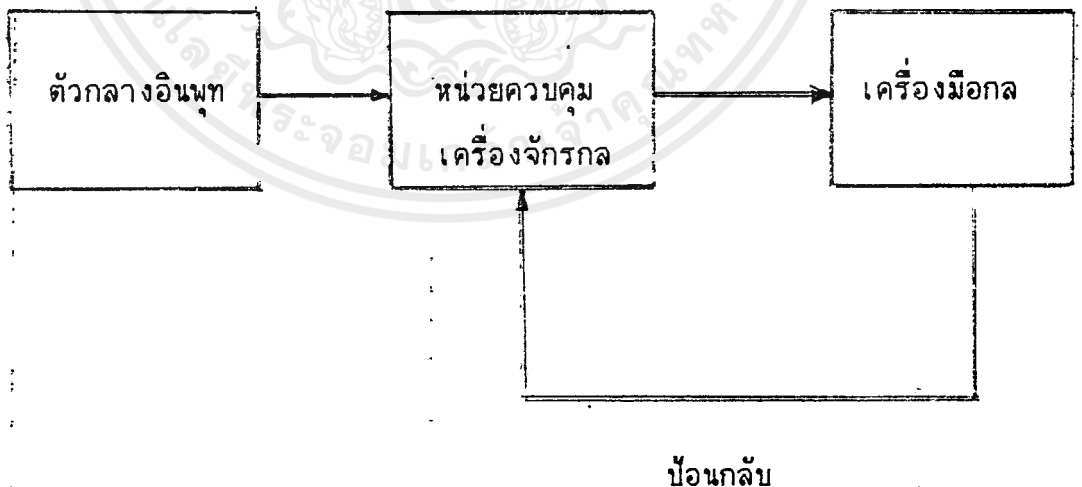 ตัวกลางอินพุท
หน่วยควบคุม
เครื่องจักรกล
เครื่องมือกล
ป้อนกลับ